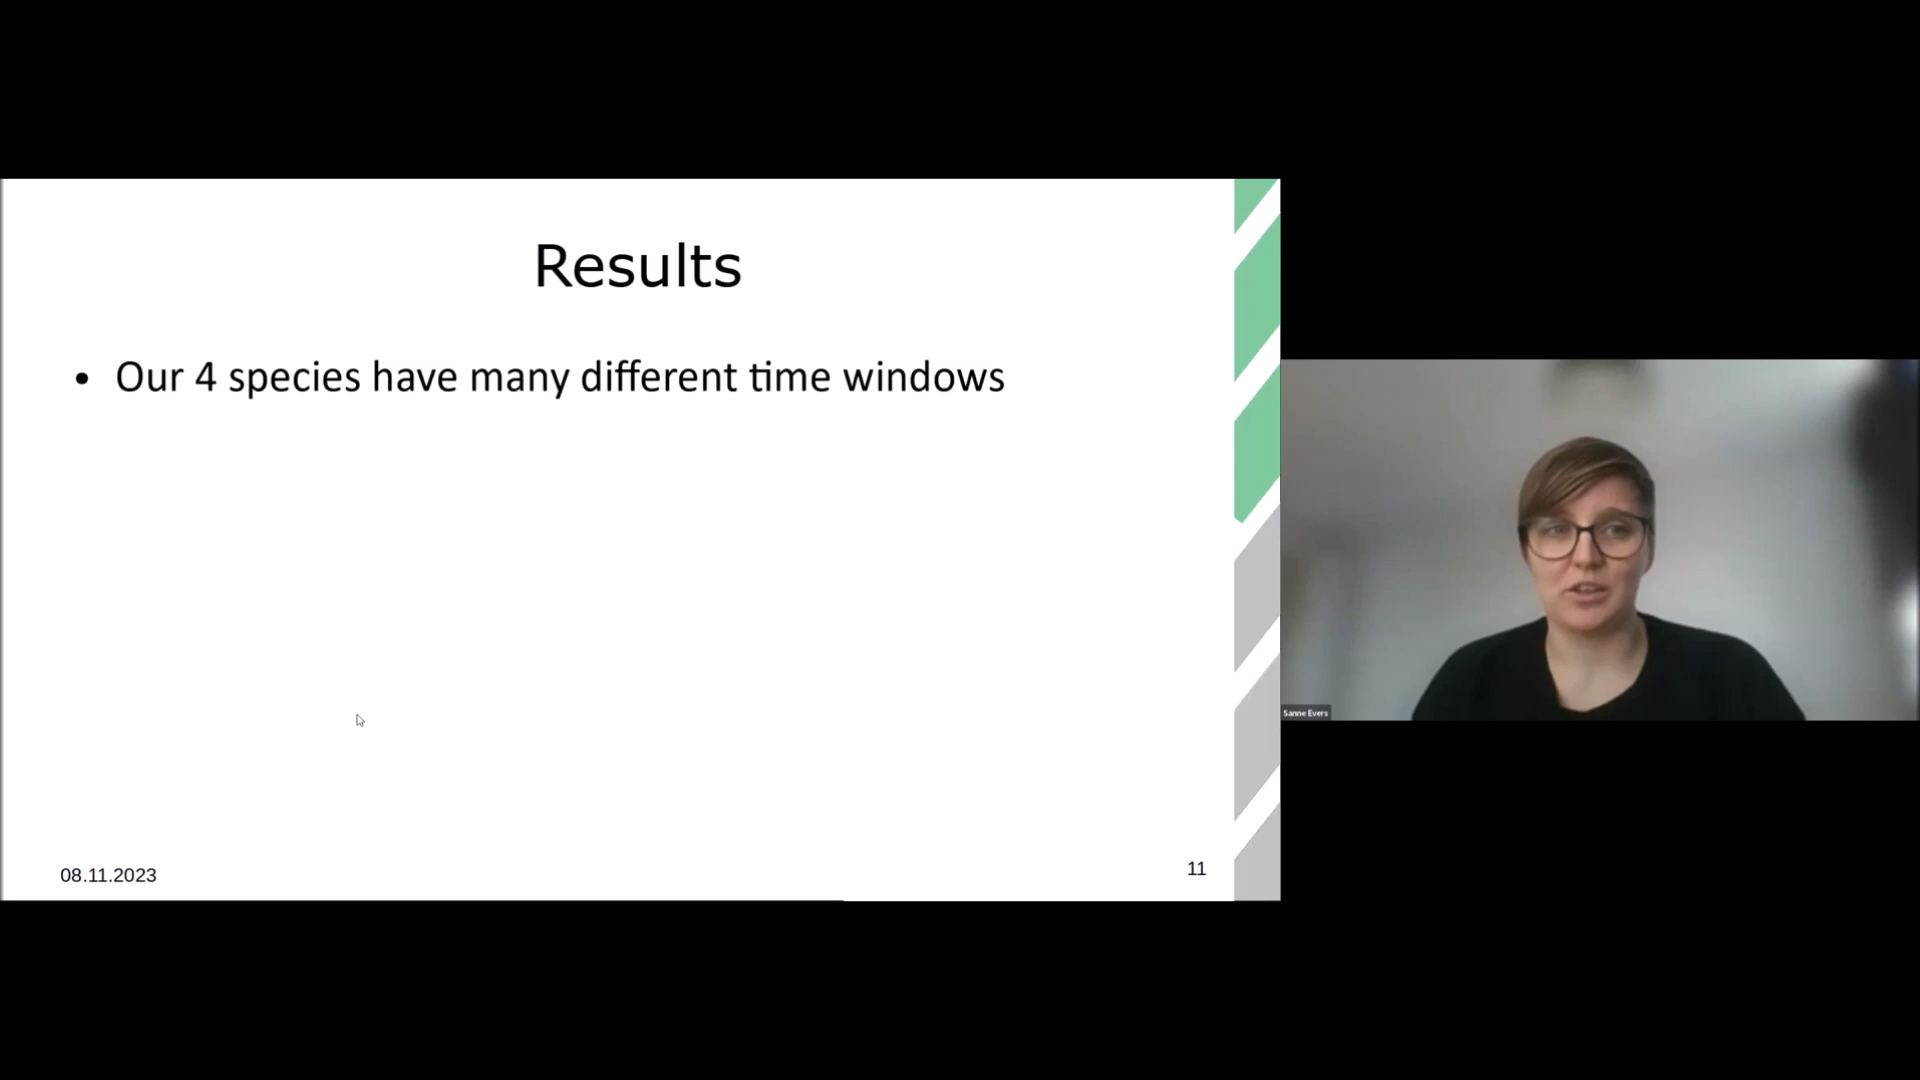 Results
• Our 4 species have many different time windows
08.11.2023
11
Sanne Evers